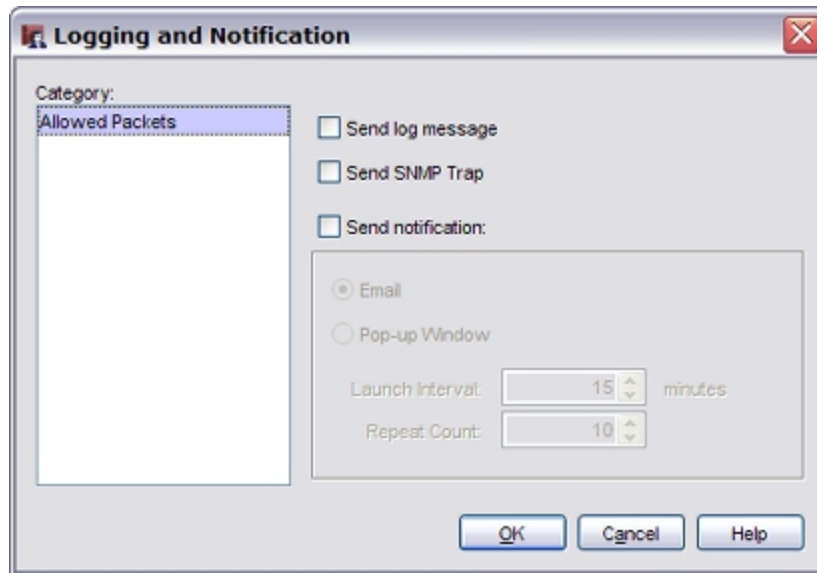 Logging and Notification
Category:
Allowed Packets
Send log message
Send SNMP Trap
Send notification:
Email
Pop-up Window
Launch Interval: 15 minutes
Repeat Count: 10
OK Cancel Help